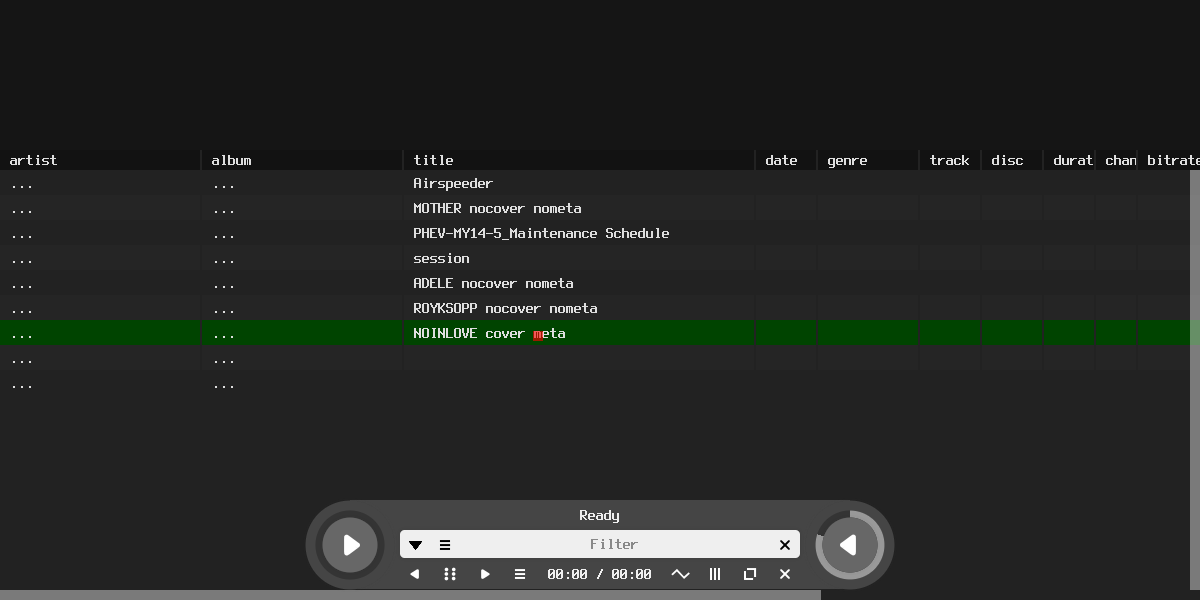 artist album title date genre track disc durat chan bitrate
... ... Airspeeder
... ... MOTHER nocover nometa
... ... PHEV-MY14-5_Maintenance Schedule
... ... session
... ... ADELE nocover nometa
... ... ROYKSOPP nocover nometa
... ... NOINLOVE cover meta
... ...
... ...
Ready
Filter
00:00 / 00:00